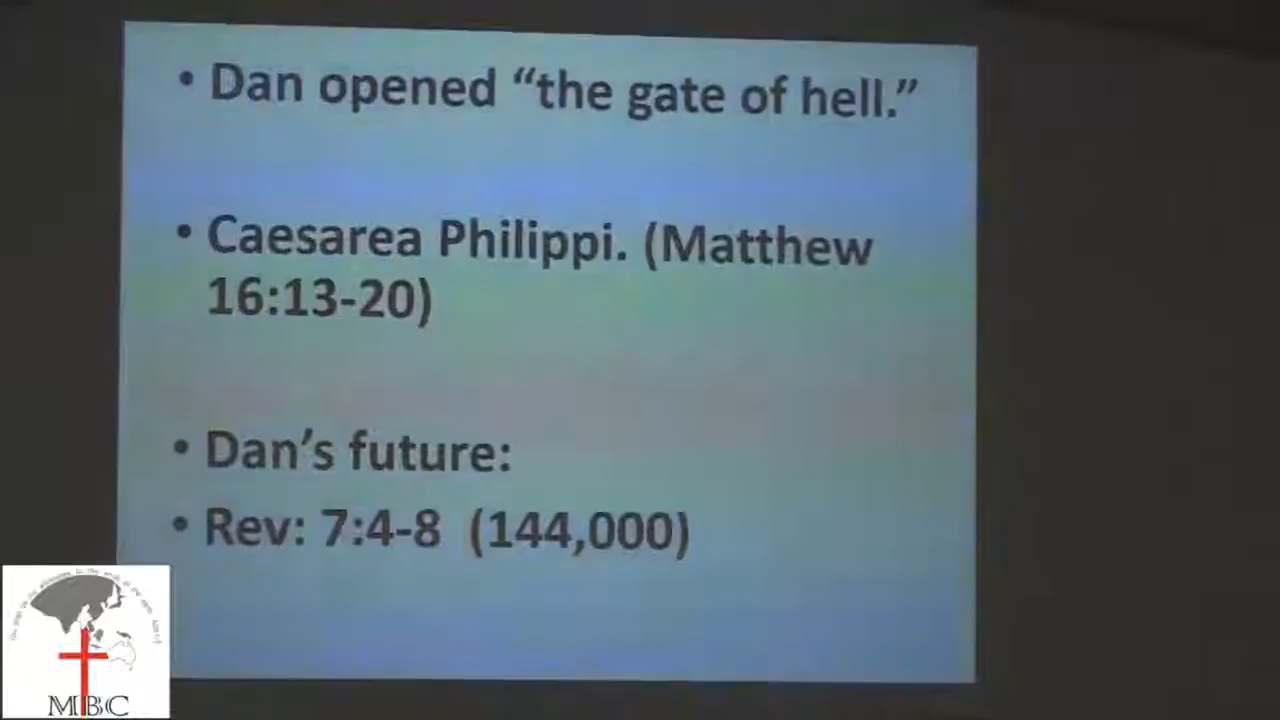 • Dan opened “the gate of hell.”
• Caesarea Philippi. (Matthew
16:13-20)
• Dan’s future:
• Rev: 7:4-8 (144,000)
MBC